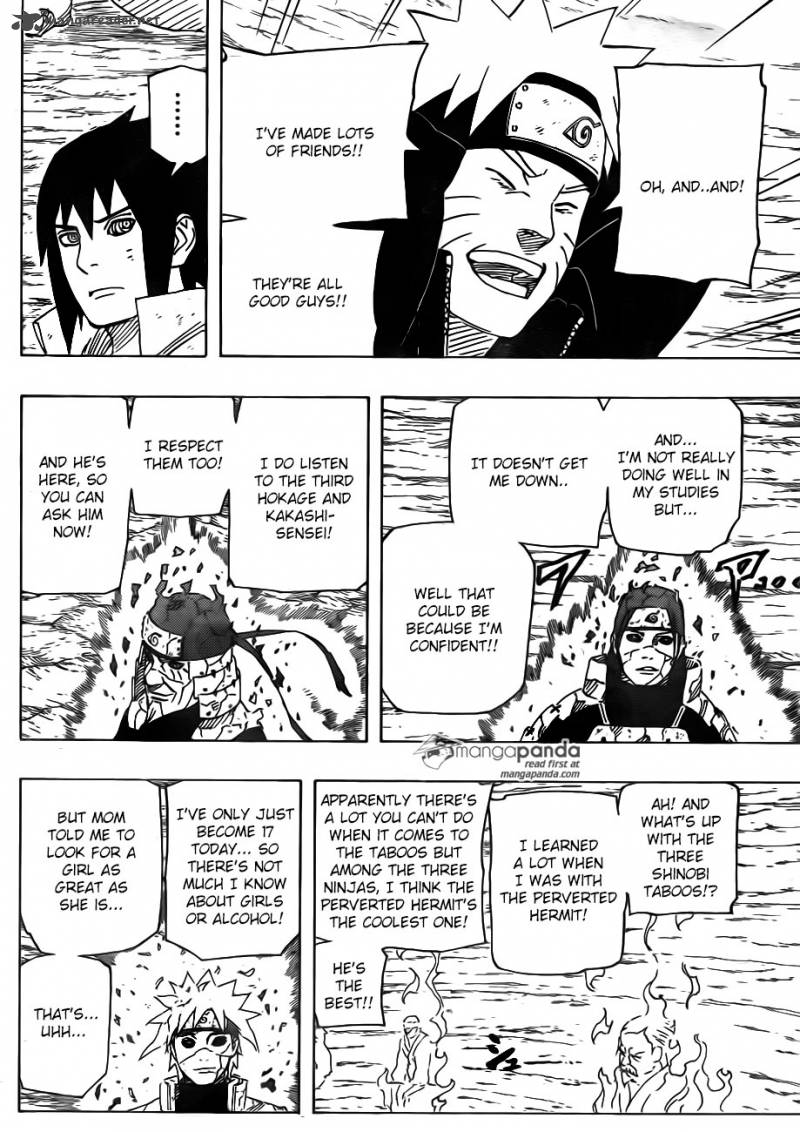 Mangareader.net
OH, AND..AND!
I'VE MADE LOTS
OF FRIENDS!!
THEY'RE ALL
GOOD GUYS!!
......
AND...
I'M NOT REALLY
DOING WELL IN
MY STUDIES
BUT...
IT DOESN'T GET
ME DOWN..
WELL THAT
COULD BE
BECAUSE I'M
CONFIDENT!!
I DO LISTEN
TO THE THIRD
HOKAGE AND
KAKASHI-
SENSEI!
I RESPECT
THEM TOO!
AND HE'S
HERE, SO
YOU CAN
ASK HIM
NOW!
mangapanda
read first at
mangapanda.com
AH! AND
WHAT'S UP
WITH THE
THREE
SHINOBI
TABOOS!?
I LEARNED
A LOT WHEN
I WAS WITH
THE PERVERTED
HERMIT!
APPARENTLY THERE'S
A LOT YOU CAN'T DO
WHEN IT COMES
TO THE TABOOS BUT
AMONG THE THREE
NINJAS, I THINK THE
PERVERTED HERMIT'S
THE COOLEST ONE!
HE'S
THE
BEST!!
I'VE ONLY JUST
BECOME 17
TODAY... SO
THERE'S NOT
MUCH I KNOW
ABOUT GIRLS
OR ALCOHOL!
BUT MOM
TOLD ME TO
LOOK FOR A
GIRL AS
GREAT AS
SHE IS...
THAT'S...
UHH...